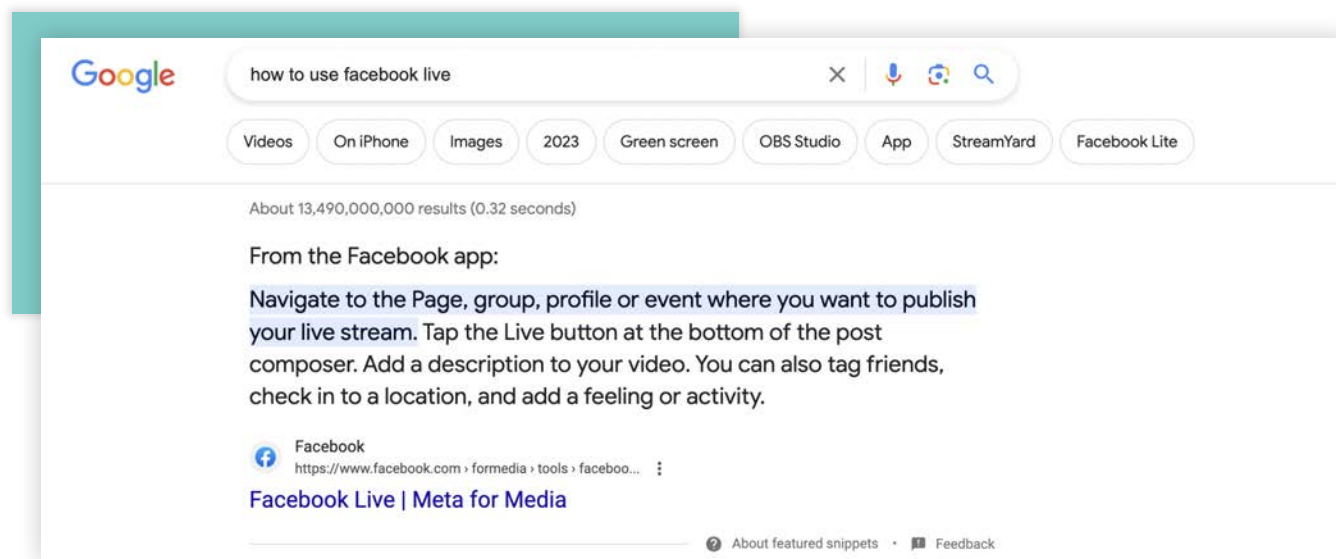 Google
how to use facebook live
Videos On iPhone Images 2023 Green screen OBS Studio App StreamYard Facebook Lite
About 13,490,000,000 results (0.32 seconds)
From the Facebook app:
Navigate to the Page, group, profile or event where you want to publish
your live stream. Tap the Live button at the bottom of the post
composer. Add a description to your video. You can also tag friends,
check in to a location, and add a feeling or activity.
Facebook
https://www.facebook.com › formedia › tools › faceboo...
Facebook Live | Meta for Media
About featured snippets • Feedback